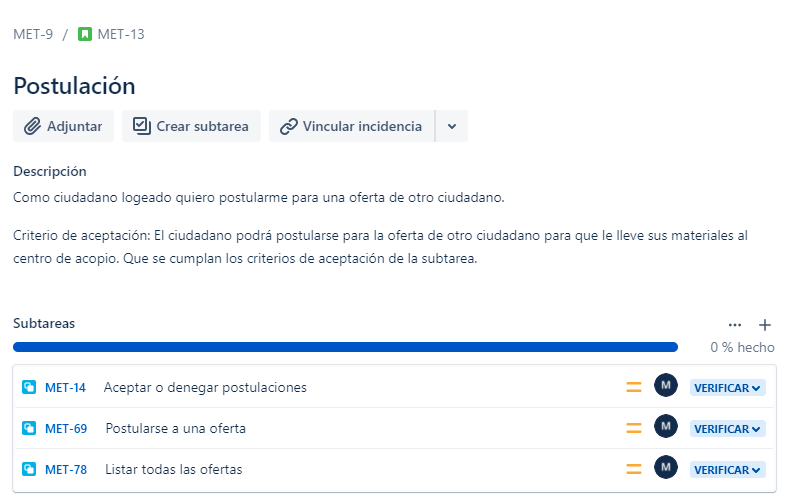 MET-9 / MET-13
Postulación
Adjuntar Crear subtarea Vincular incidencia
Descripción
Como ciudadano logeado quiero postularme para una oferta de otro ciudadano.
Criterio de aceptación: El ciudadano podrá postularse para la oferta de otro ciudadano para que le lleve sus materiales al
centro de acopio. Que se cumplan los criterios de aceptación de la subtarea.
Subtareas
0 % hecho
MET-14 Aceptar o denegar postulaciones M VERIFICAR
MET-69 Postularse a una oferta M VERIFICAR
MET-78 Listar todas las ofertas M VERIFICAR